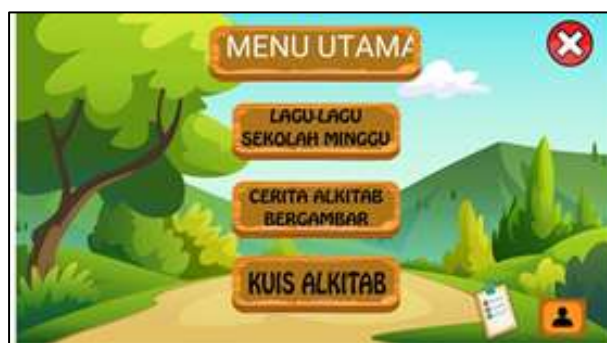 MENU UTAMA
LAGU-LAGU
SEKOLAH MINGGU
CERITA ALKITAB
BERGAMBAR
KUIS ALKITAB